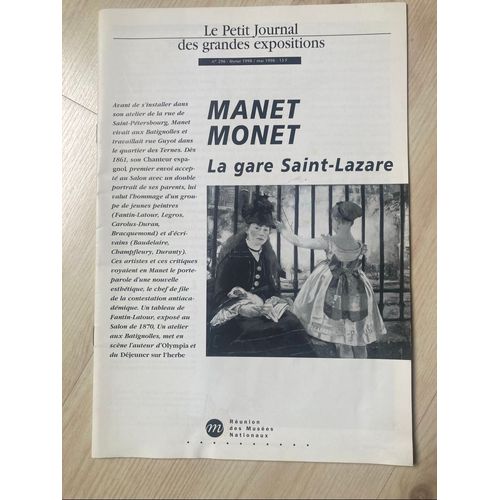 Le Petit Journal
des grandes expositions
n° 296 - février 1998 / mai 1998 - 15 F
Avant de s'installer dans
son atelier de la rue de
Saint-Pétersbourg, Manet
vivait aux Batignolles et
travaillait rue Guyot dans
le quartier des Ternes. Dès
1861, son Chanteur espa-
gnol, premier envoi accep-
té au Salon avec un double
portrait de ses parents, lui
valut l'hommage d'un grou-
pe de jeunes peintres
(Fantin-Latour, Legros,
Carolus-Duran,
Bracquemond) et d'écri-
vains (Baudelaire,
Champfleury, Duranty).
Ces artistes et ces critiques
voyaient en Manet le porte-
parole d'une nouvelle
esthétique, le chef de file
de la contestation antiaca-
démique. Un tableau de
Fantin-Latour, exposé au
Salon de 1870, Un atelier
aux Batignolles, met en
scène l'auteur d'Olympia et
du Déjeuner sur l'herbe
MANET
MONET
La gare Saint-Lazare
m
Réunion
des Musées
Nationaux